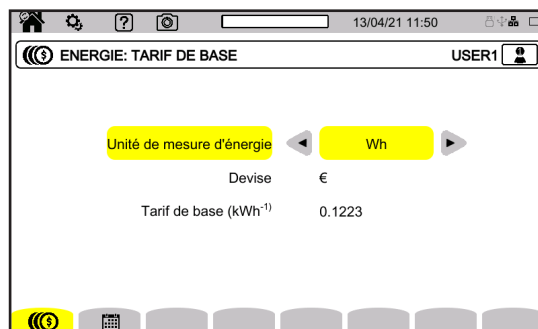 13/04/21 11:50
ENERGIE: TARIF DE BASE USER1
Unité de mesure d'énergie Wh
Devise €
Tarif de base (kWh⁻¹⁾ 0.1223